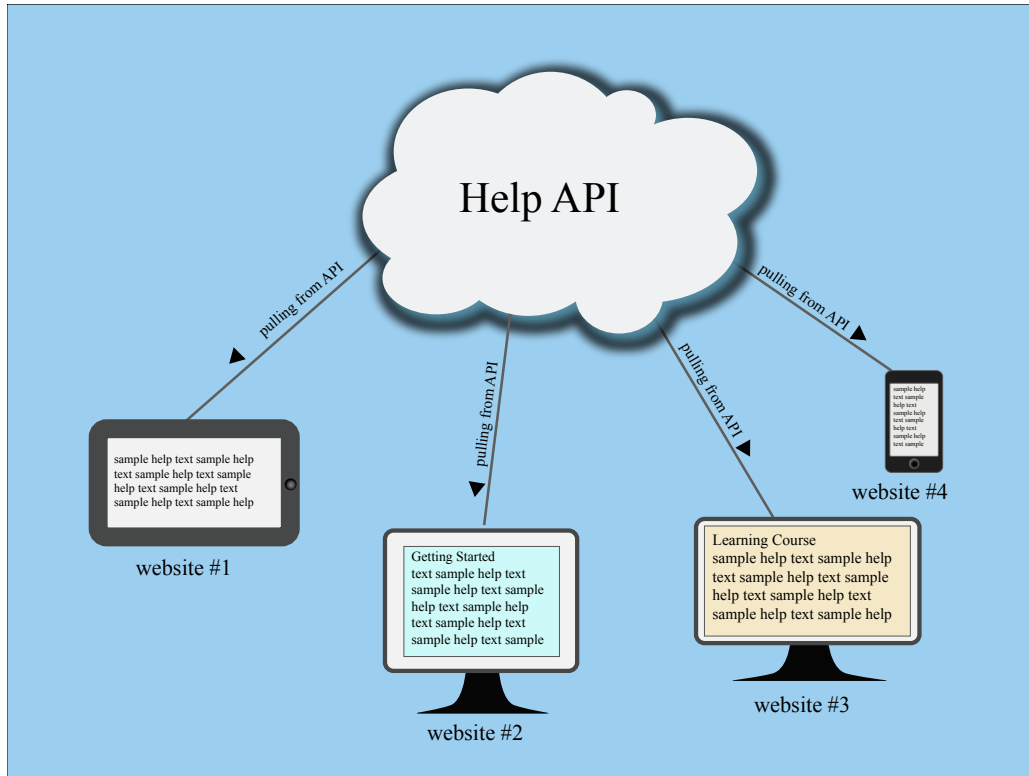 Help API
pulling from API
pulling from API
pulling from API
pulling from API
sample help text sample help
text sample help text sample
help text sample help text
sample help text sample help
website #1
Getting Started
text sample help text
sample help text sample
help text sample help
text sample help text
sample help text sample
website #2
Learning Course
sample help text sample help
text sample help text sample
help text sample help text
sample help text sample help
website #3
sample help
text sample
help text
sample help
text sample
help text
sample help
text sample
website #4